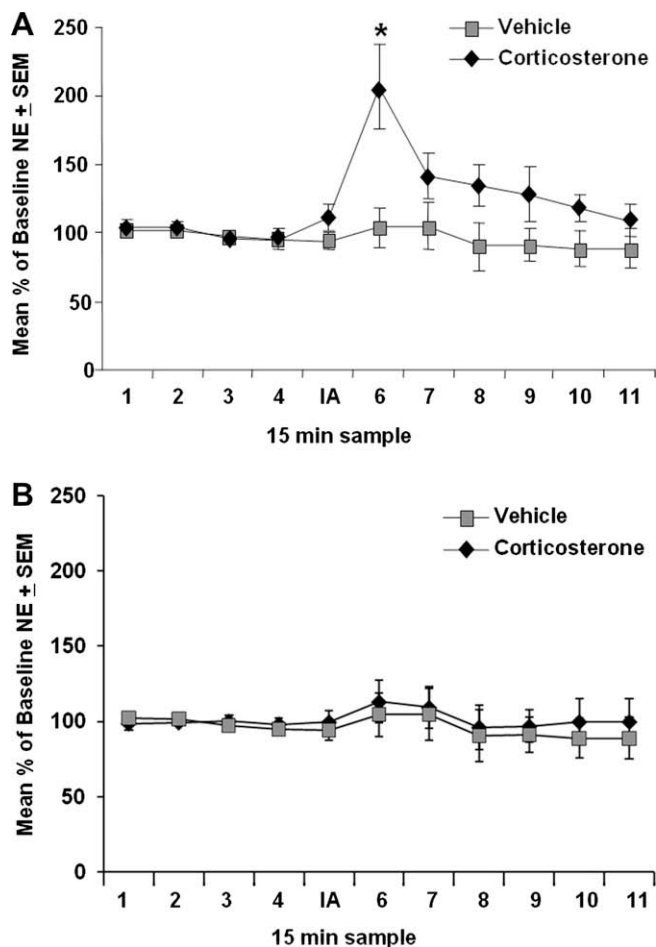 A
Mean % of Baseline NE ± SEM
250
200
150
100
50
0
*
Vehicle
Corticosterone
1 2 3 4 IA 6 7 8 9 10 11
15 min sample
B
Mean % of Baseline NE ± SEM
250
200
150
100
50
0
Vehicle
Corticosterone
1 2 3 4 IA 6 7 8 9 10 11
15 min sample